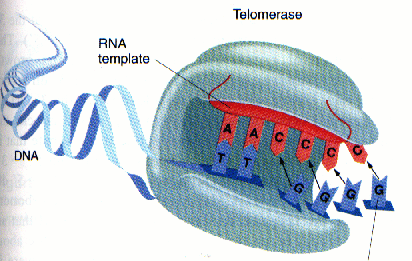 Telomerase
RNA
template
A A C C C C
T T
G G G G
DNA